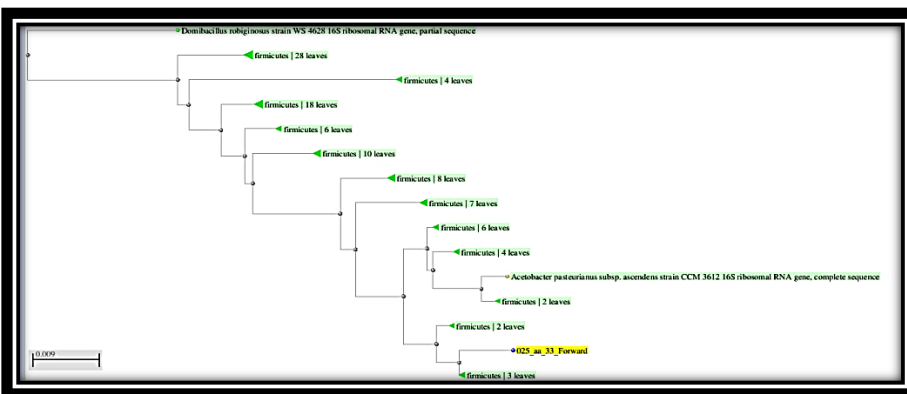 Domibacillus robiginosus strain WS 4628 16S ribosomal RNA gene, partial sequence
firmicutes | 28 leaves
firmicutes | 4 leaves
firmicutes | 18 leaves
firmicutes | 6 leaves
firmicutes | 10 leaves
firmicutes | 8 leaves
firmicutes | 7 leaves
firmicutes | 6 leaves
firmicutes | 4 leaves
Acetobacter pasteurianus subsp. ascendens strain CCM 3612 16S ribosomal RNA gene, complete sequence
firmicutes | 2 leaves
firmicutes | 2 leaves
025_aa_33_Forward
0.009
firmicutes | 3 leaves